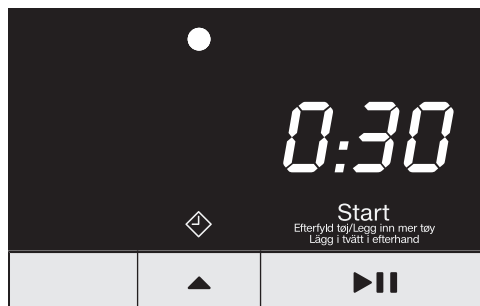 0:30
Start
Efterfyld tøj/Legg inn mer tøy
Lägg i tvätt i efterhand